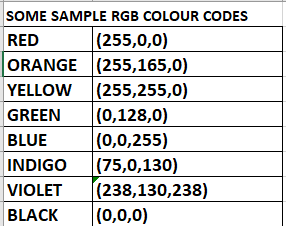 SOME SAMPLE RGB COLOUR CODES
RED (255,0,0)
ORANGE (255,165,0)
YELLOW (255,255,0)
GREEN (0,128,0)
BLUE (0,0,255)
INDIGO (75,0,130)
VIOLET (238,130,238)
BLACK (0,0,0)